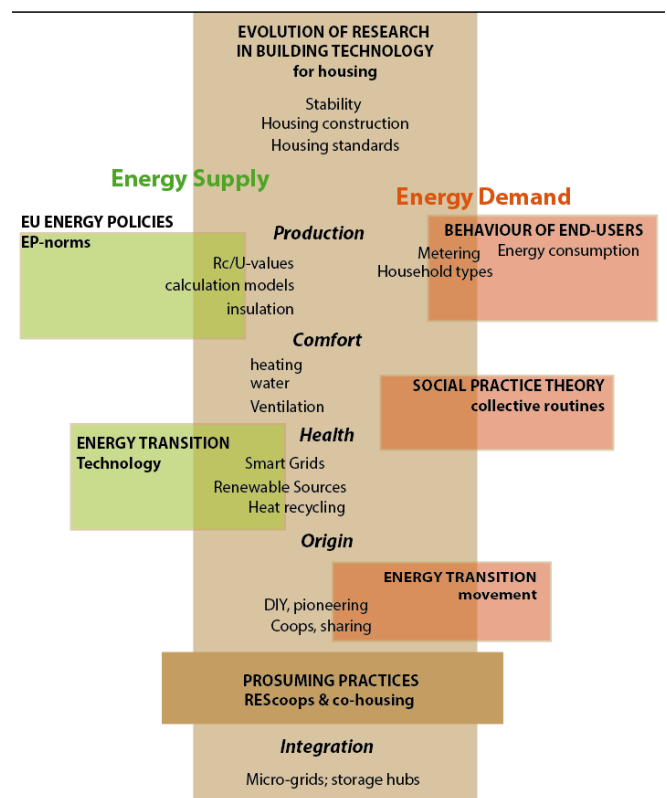 EVOLUTION OF RESEARCH
IN BUILDING TECHNOLOGY
for housing
Stability
Housing construction
Housing standards
Energy Supply
Energy Demand
EU ENERGY POLICIES
EP-norms
Production
BEHAVIOUR OF END-USERS
Metering
Energy consumption
Household types
Rc/U-values
calculation models
insulation
Comfort
heating
water
Ventilation
SOCIAL PRACTICE THEORY
collective routines
Health
ENERGY TRANSITION
Technology
Smart Grids
Renewable Sources
Heat recycling
Origin
ENERGY TRANSITION
movement
DIY, pioneering
Coops, sharing
PROSUMING PRACTICES
REScoops & co-housing
Integration
Micro-grids; storage hubs